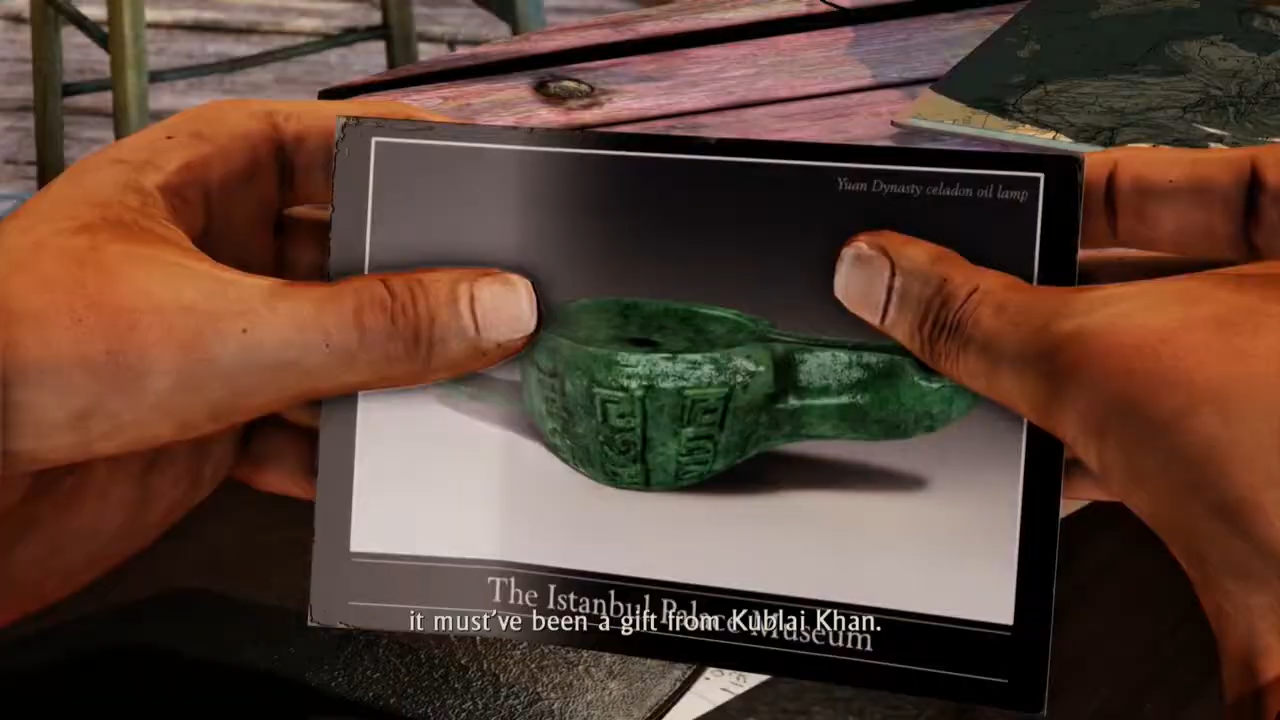 Yuan Dynasty celadon oil lamp
The Istanbul Palace Museum
it must've been a gift from Kublai Khan.